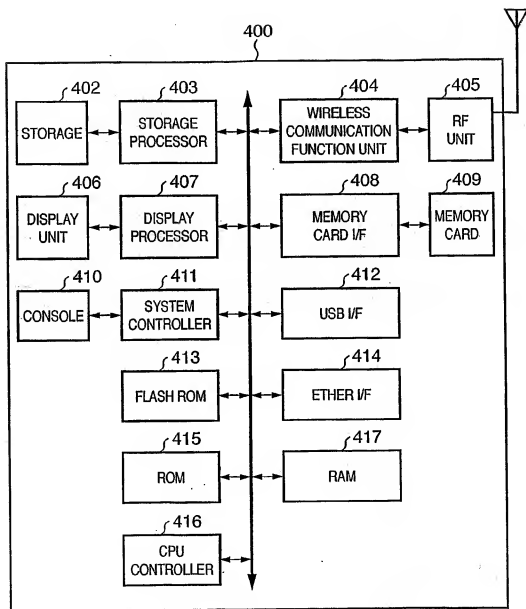 400
402
403
404
405
STORAGE
STORAGE
PROCESSOR
WIRELESS
COMMUNICATION
FUNCTION UNIT
RF
UNIT
406
407
408
409
DISPLAY
UNIT
DISPLAY
PROCESSOR
MEMORY
CARD I/F
MEMORY
CARD
410
411
412
CONSOLE
SYSTEM
CONTROLLER
USB I/F
413
414
FLASH ROM
ETHER I/F
415
417
ROM
RAM
416
CPU
CONTROLLER